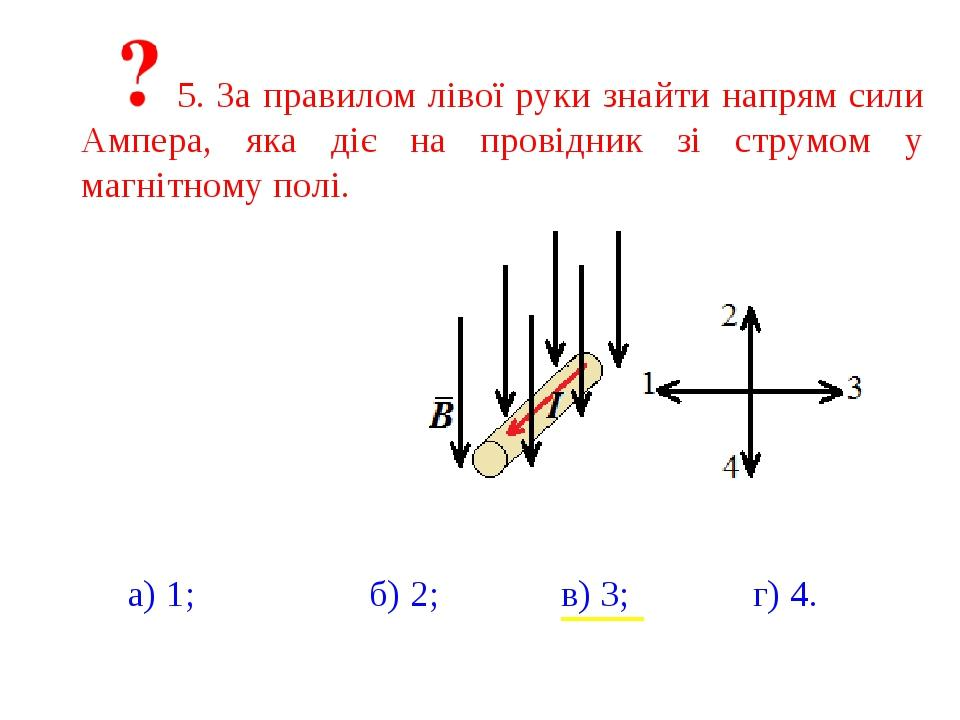 ? 5. За правилом лівої руки знайти напрям сили
Ампера, яка діє на провідник зі струмом у
магнітному полі.
2
1
3
B̅
I
4
а) 1; б) 2; в) 3; г) 4.